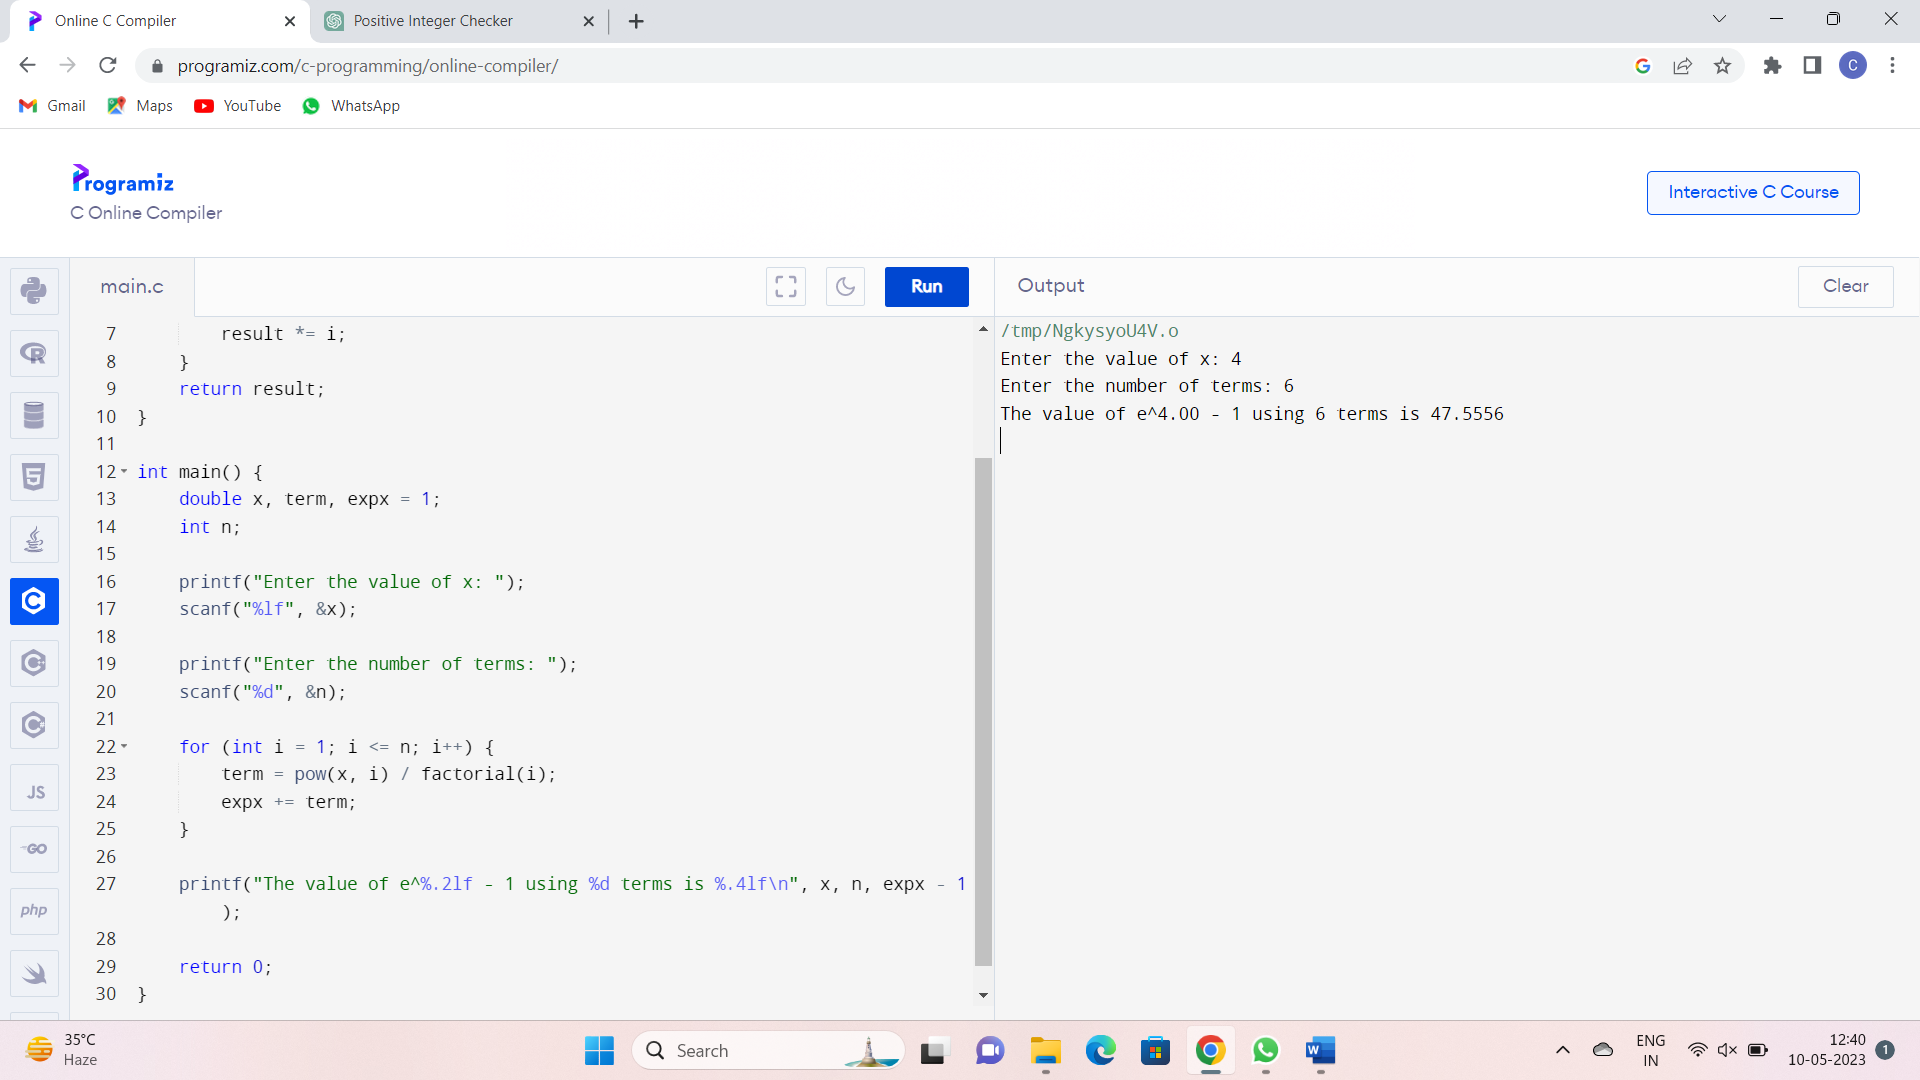 Online C Compiler
Positive Integer Checker
programiz.com/c-programming/online-compiler/
C
Gmail
Maps
YouTube
WhatsApp
Programiz
C Online Compiler
Interactive C Course
main.c
Run
Output
Clear
7 result *= i;
8 }
9 return result;
10 }
11
12 int main() {
13 double x, term, expx = 1;
14 int n;
15
16 printf("Enter the value of x: ");
17 scanf("%lf", &x);
18
19 printf("Enter the number of terms: ");
20 scanf("%d", &n);
21
22 for (int i = 1; i <= n; i++) {
23 term = pow(x, i) / factorial(i);
24 expx += term;
25 }
26
27 printf("The value of e^%.2lf - 1 using %d terms is %.4lf\n", x, n, expx - 1
);
28
29 return 0;
30 }
/tmp/NgkysyoU4V.o
Enter the value of x: 4
Enter the number of terms: 6
The value of e^4.00 - 1 using 6 terms is 47.5556
R
5
C
C
C
JS
GO
php
35°C
Haze
Search
W
ENG
IN
12:40
10-05-2023
1